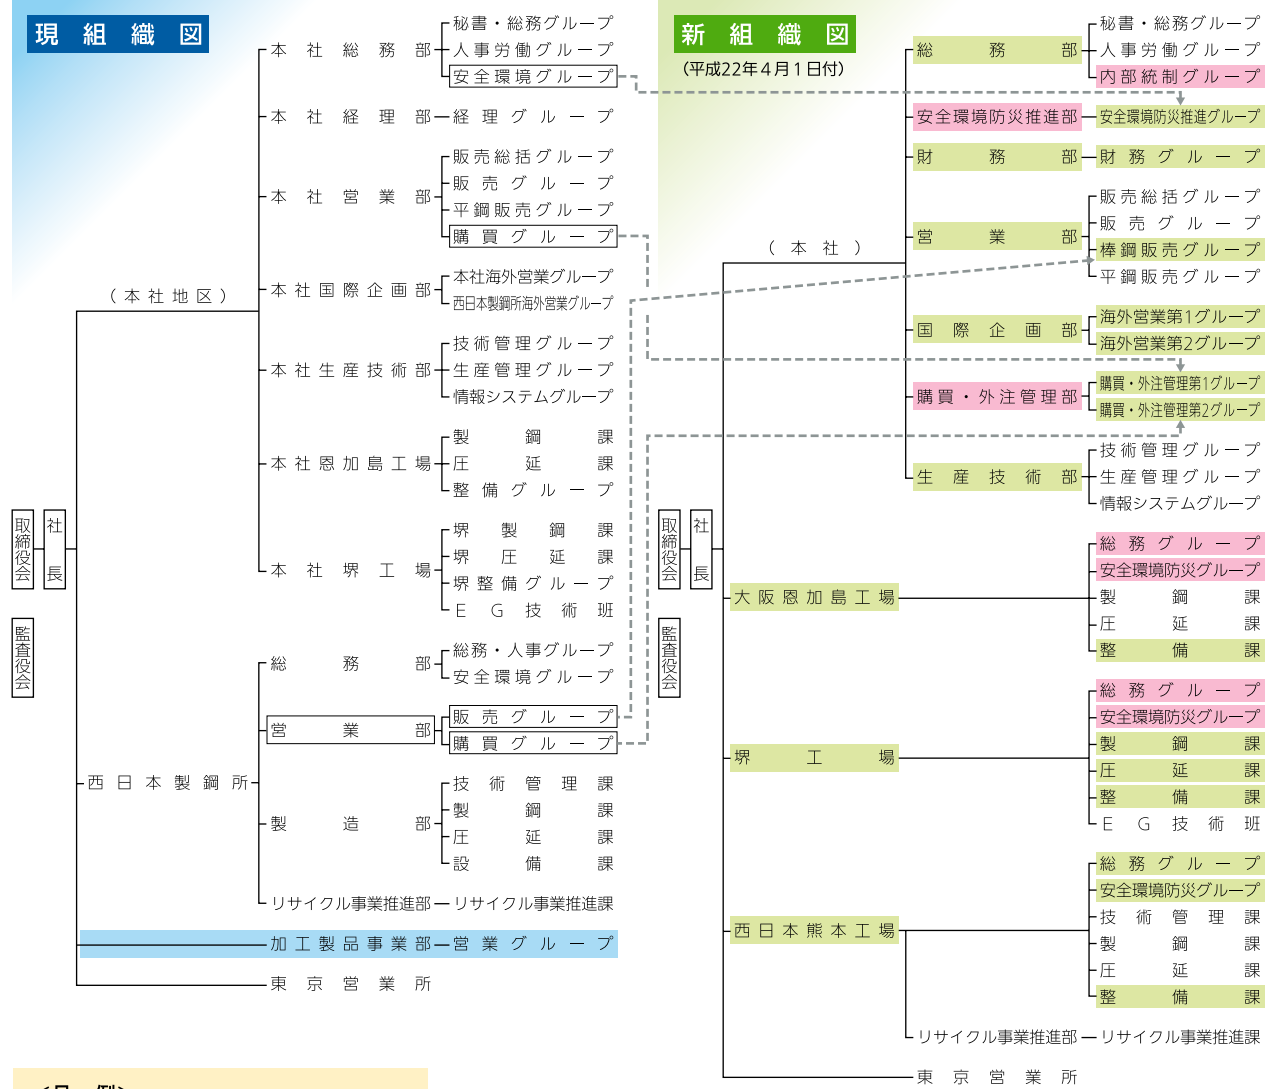 現組織図
取締役会
社長
監査役会
（本社地区）
本社総務部
秘書・総務グループ
人事労働グループ
安全環境グループ
本社経理部
経理グループ
本社営業部
販売総括グループ
販売グループ
平鋼販売グループ
購買グループ
本社国際企画部
本社海外営業グループ
西日本製鋼所海外営業グループ
本社生産技術部
技術管理グループ
生産管理グループ
情報システムグループ
本社恩加島工場
製鋼課
圧延課
整備グループ
本社堺工場
堺製鋼課
堺圧延課
堺整備グループ
EG技術班
西日本製鋼所
総務部
総務・人事グループ
安全環境グループ
営業部
販売グループ
購買グループ
製造部
技術管理課
製鋼課
圧延課
設備課
リサイクル事業推進部
リサイクル事業推進課
加工製品事業部
営業グループ
東京営業所
新組織図
（平成22年4月1日付）
取締役会
社長
監査役会
（本社）
総務部
秘書・総務グループ
人事労働グループ
内部統制グループ
安全環境防災推進部
安全環境防災推進グループ
財務部
財務グループ
営業部
販売総括グループ
販売グループ
棒鋼販売グループ
平鋼販売グループ
国際企画部
海外営業第1グループ
海外営業第2グループ
購買・外注管理部
購買・外注管理第1グループ
購買・外注管理第2グループ
生産技術部
技術管理グループ
生産管理グループ
情報システムグループ
大阪恩加島工場
総務グループ
安全環境防災グループ
製鋼課
圧延課
整備課
堺工場
総務グループ
安全環境防災グループ
製鋼課
圧延課
整備課
EG技術班
西日本熊本工場
総務グループ
安全環境防災グループ
技術管理課
製鋼課
圧延課
整備課
リサイクル事業推進部
リサイクル事業推進課
東京営業所